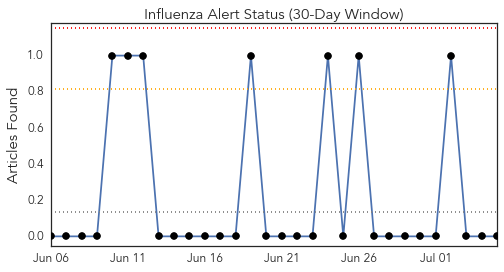 Influenza Alert Status (30-Day Window)
Articles Found
1.0
0.8
0.6
0.4
0.2
0.0
Jun 06 Jun 11 Jun 16 Jun 21 Jun 26 Jul 01